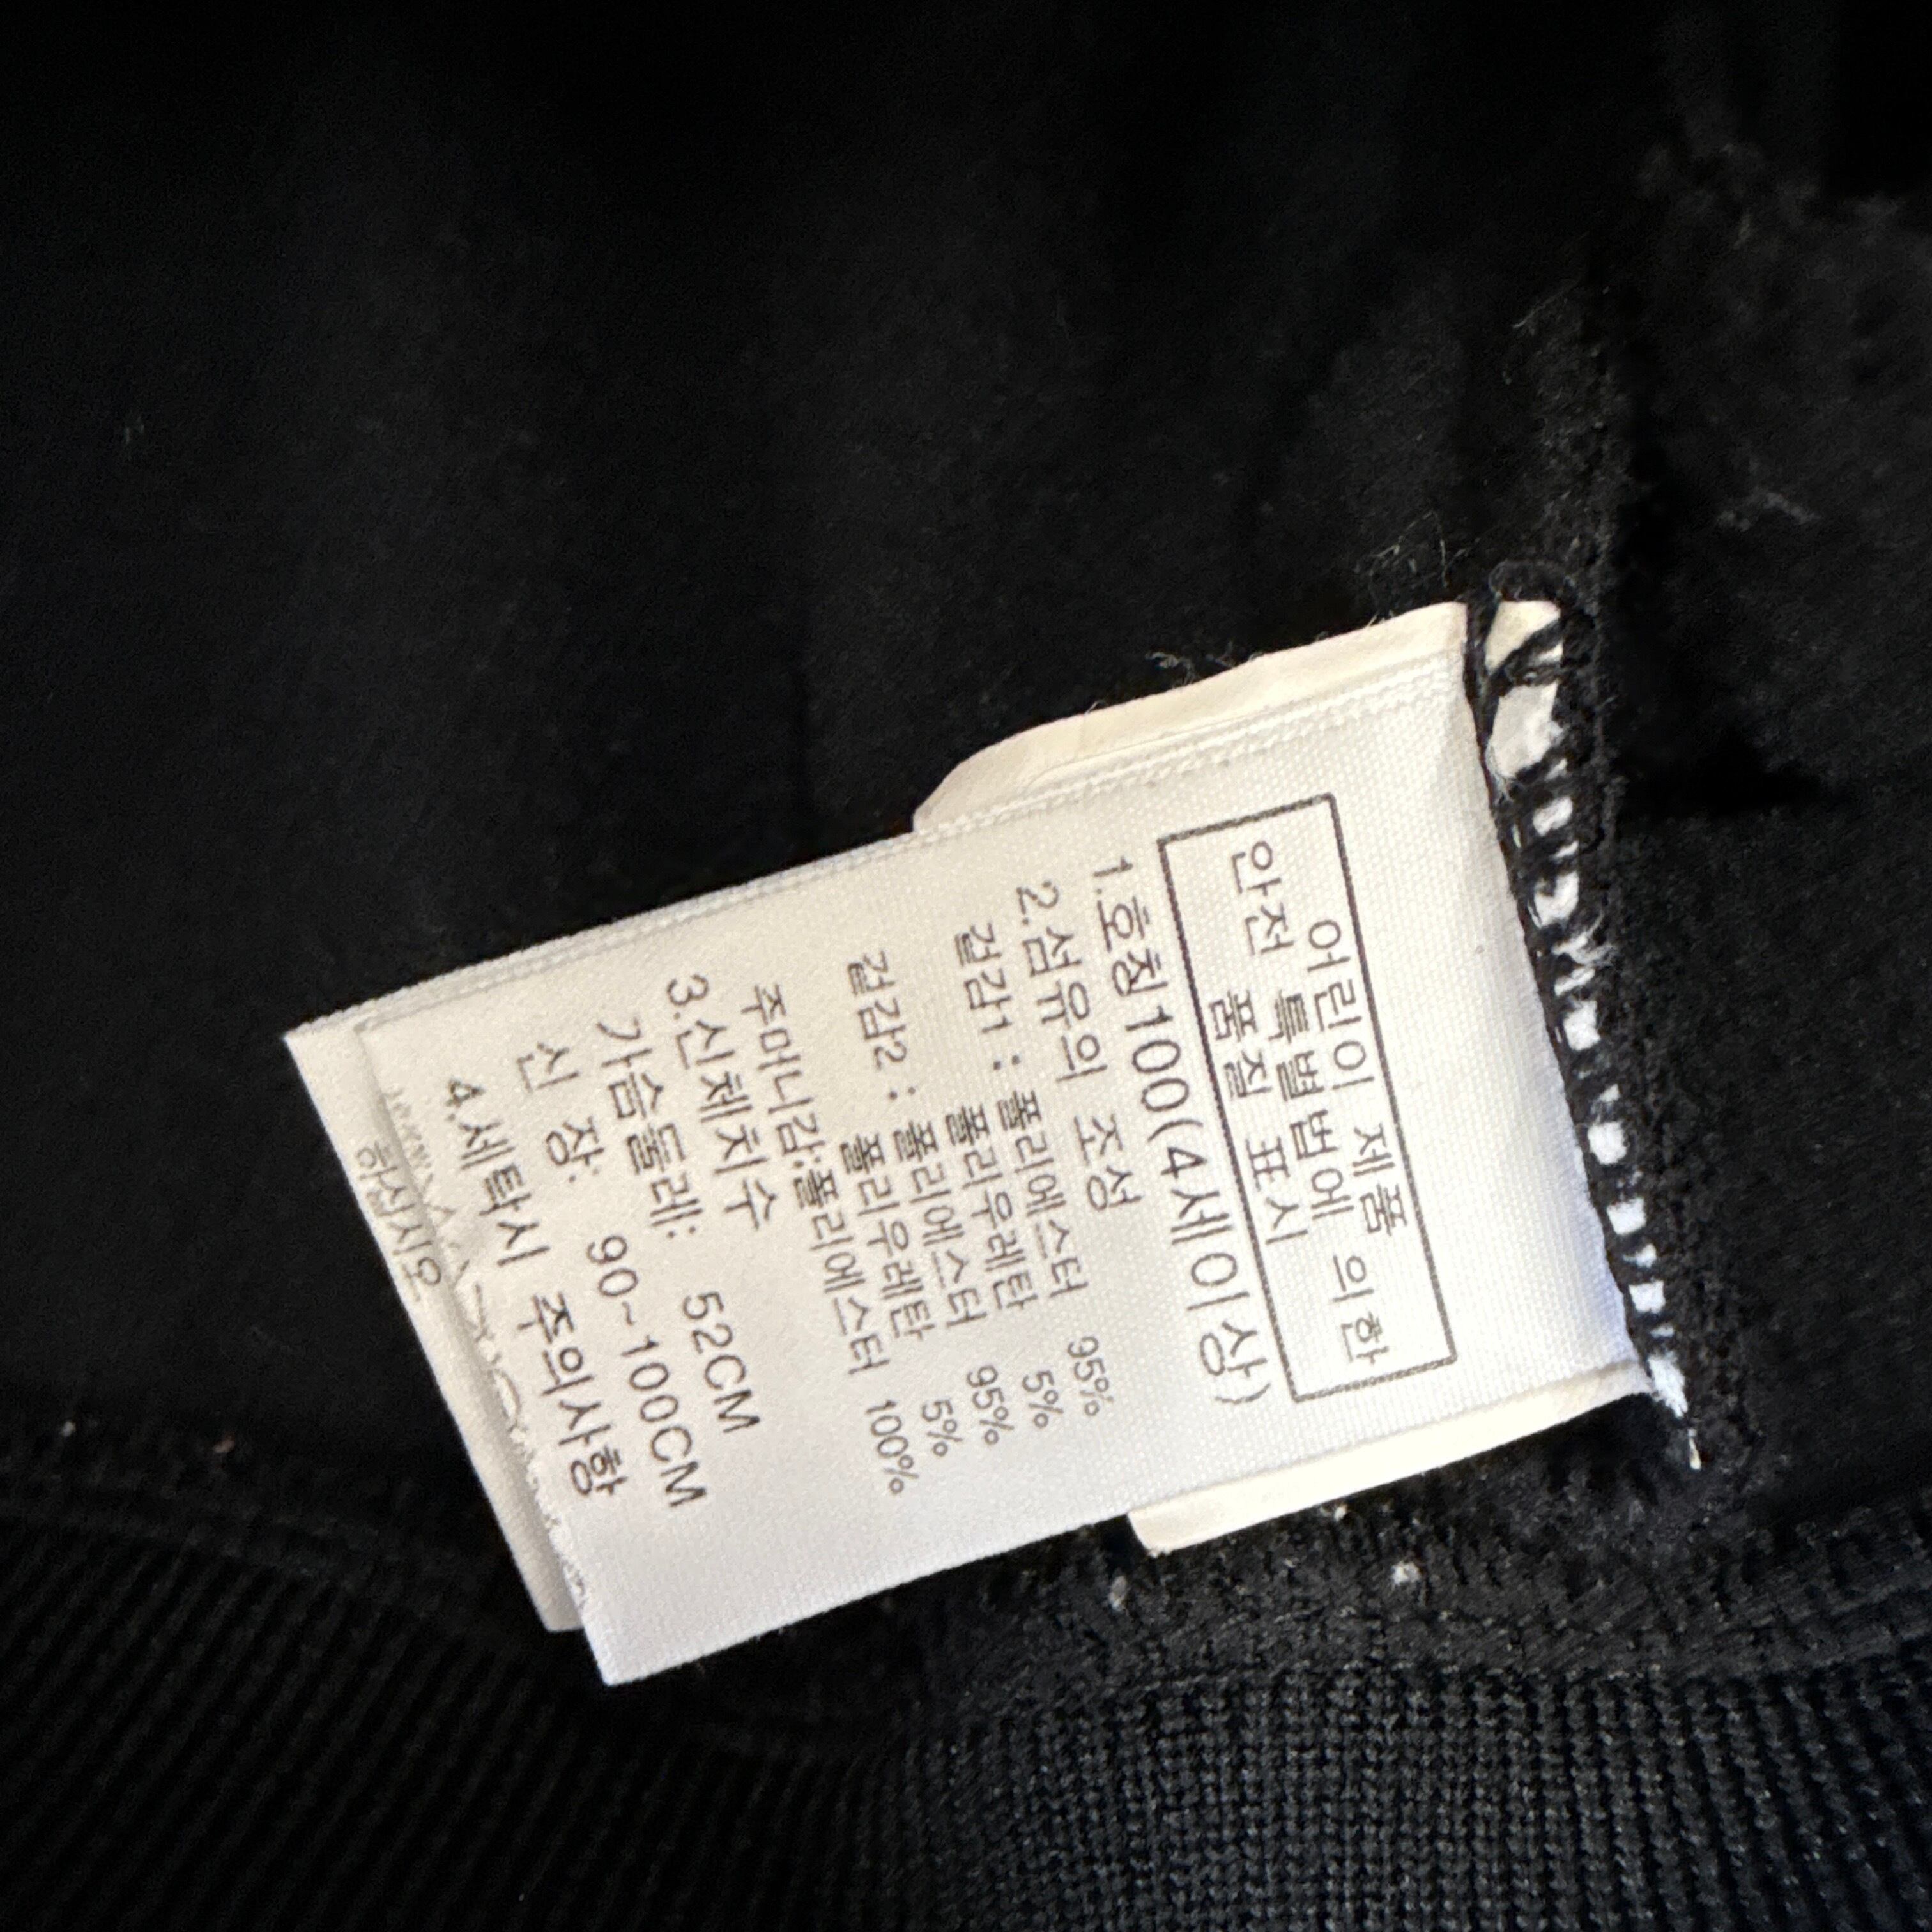 어린이 제품
안전 특별법에 의한
품질 표시
1.호칭100(4세이상)
2.섬유의 조성
겉감1 : 폴리에스터 95%
폴리우레탄 5%
겉감2 : 폴리에스터 95%
폴리우레탄 5%
주머니감:폴리에스터 100%
3.신체치수
가슴둘레: 52CM
신 장: 90~100CM
4.세탁시 주의사항
하십시오